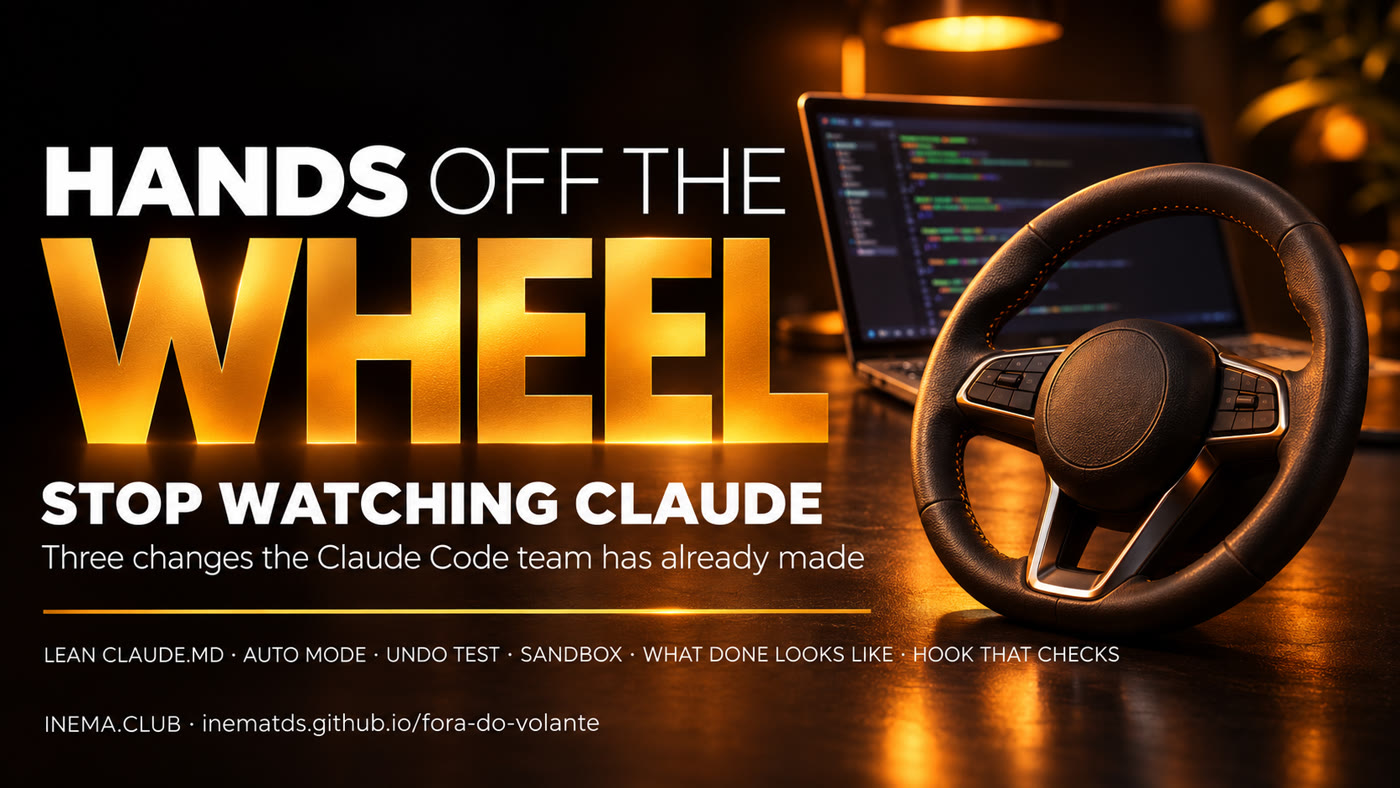 HANDS OFF THE
WHEEL
STOP WATCHING CLAUDE
Three changes the Claude Code team has already made
LEAN CLAUDE.MD · AUTO MODE · UNDO TEST · SANDBOX · WHAT DONE LOOKS LIKE · HOOK THAT CHECKS
INEMA.CLUB · inematds.github.io/fora-do-volante